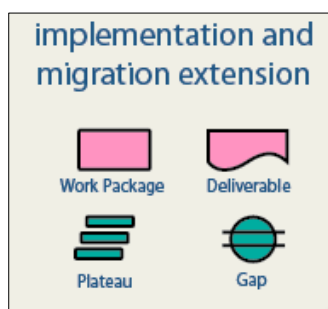 implementation and
migration extension
Work Package Deliverable
Plateau Gap